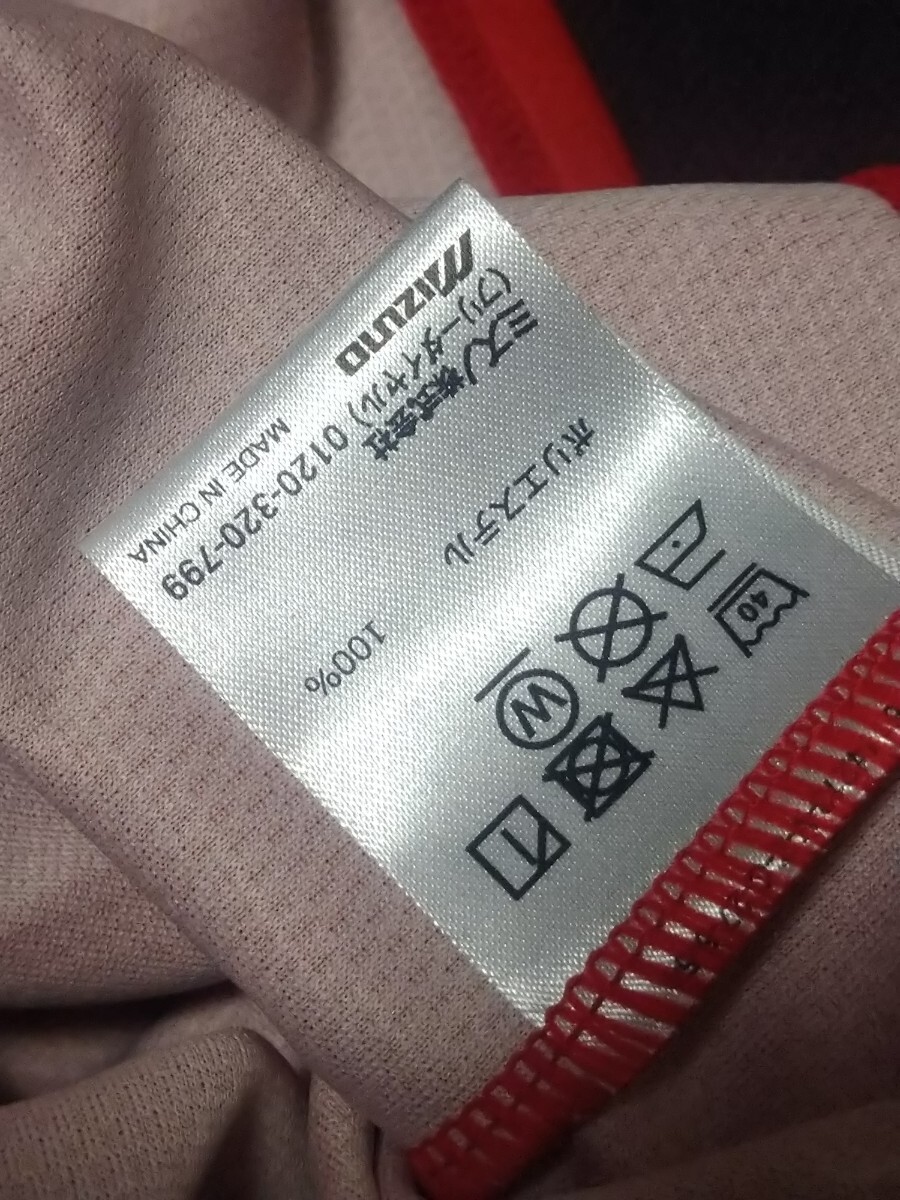 40
W
ポリエステル
100%
ミズノ株式会社
(フリーダイヤル) 0120-320-799
MIZUNO
MADE IN CHINA